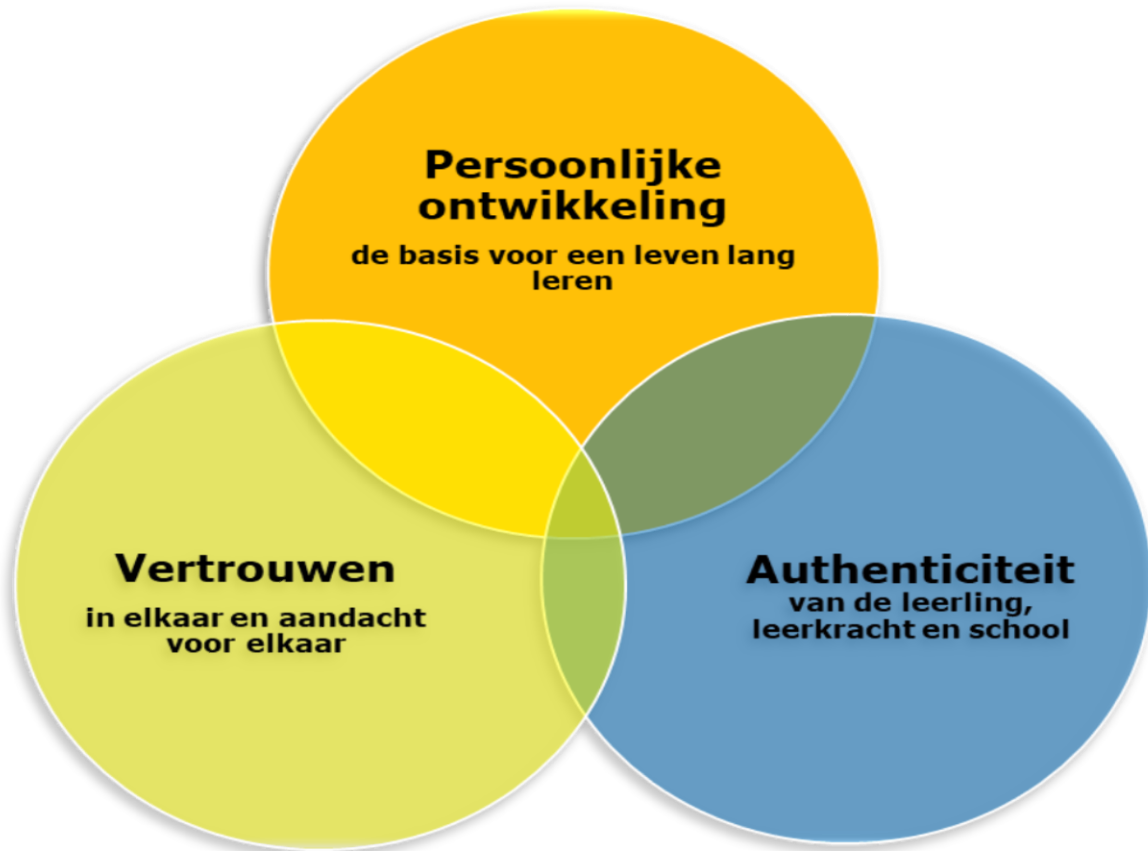 Persoonlijke
ontwikkeling
de basis voor een leven lang
leren
Vertrouwen
in elkaar en aandacht
voor elkaar
Authenticiteit
van de leerling,
leerkracht en school